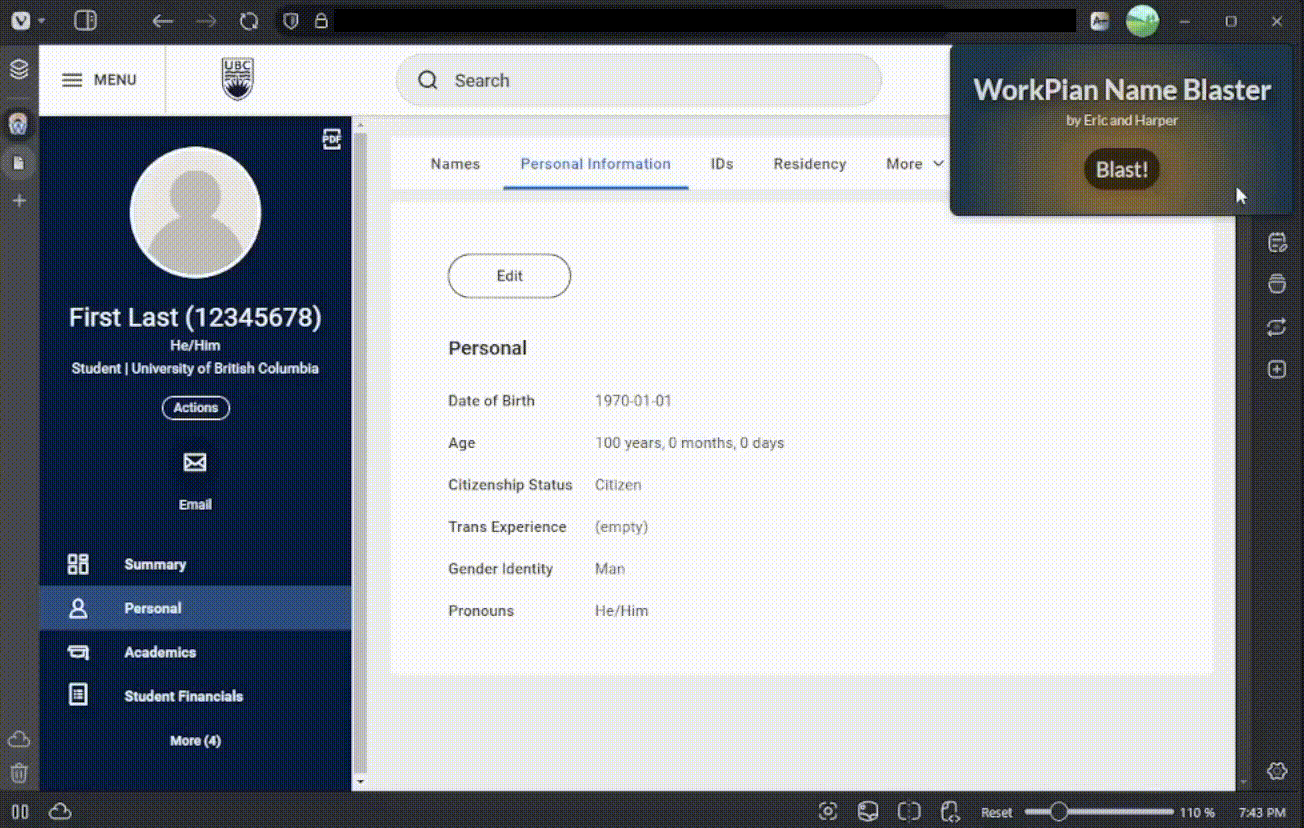 MENU
UBC
Search
WorkPlan Name Blaster
by Eric and Harper
Blast!
PDF
Names Personal Information IDs Residency More
First Last (12345678)
He/Him
Student | University of British Columbia
Actions
Email
Summary
Personal
Academics
Student Financials
More (4)
Edit
Personal
Date of Birth 1970-01-01
Age 100 years, 0 months, 0 days
Citizenship Status Citizen
Trans Experience (empty)
Gender Identity Man
Pronouns He/Him
Reset 110 % 7:43 PM